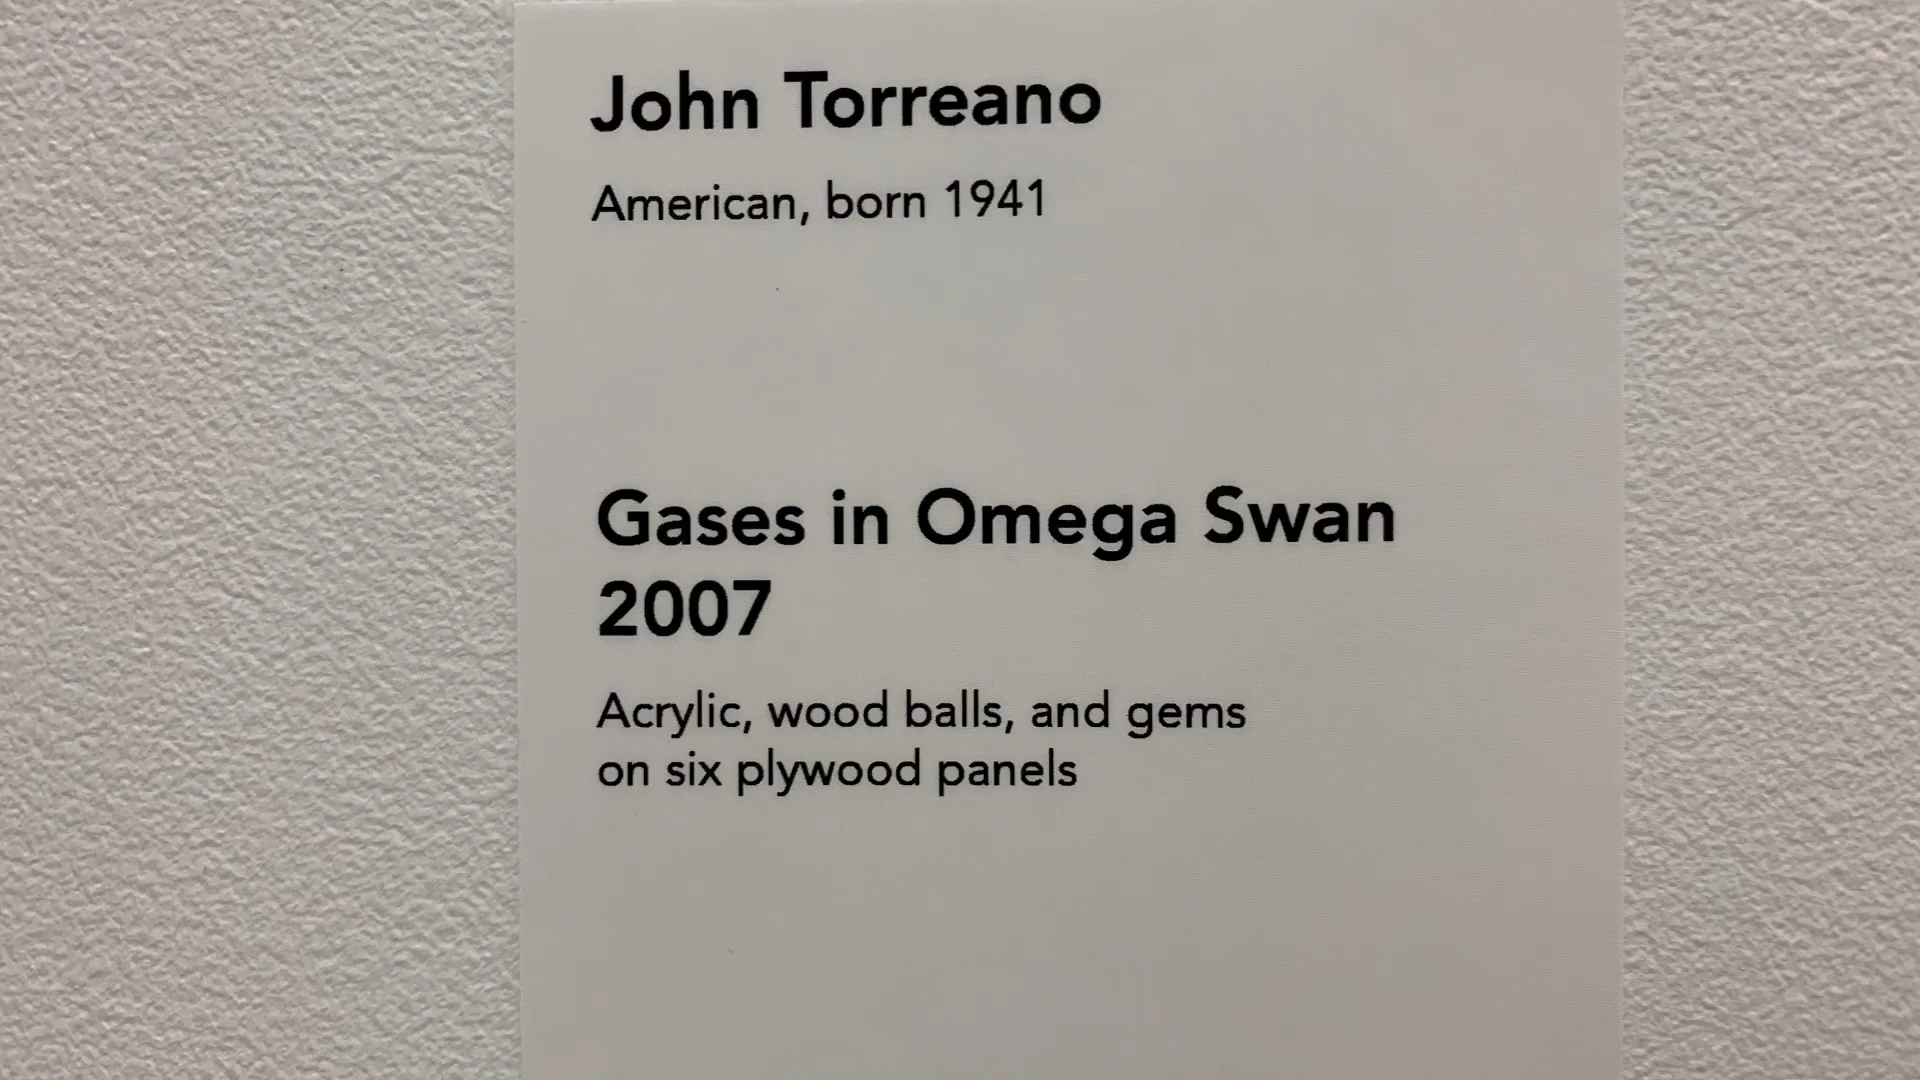 John Torreano
American, born 1941
Gases in Omega Swan
2007
Acrylic, wood balls, and gems
on six plywood panels